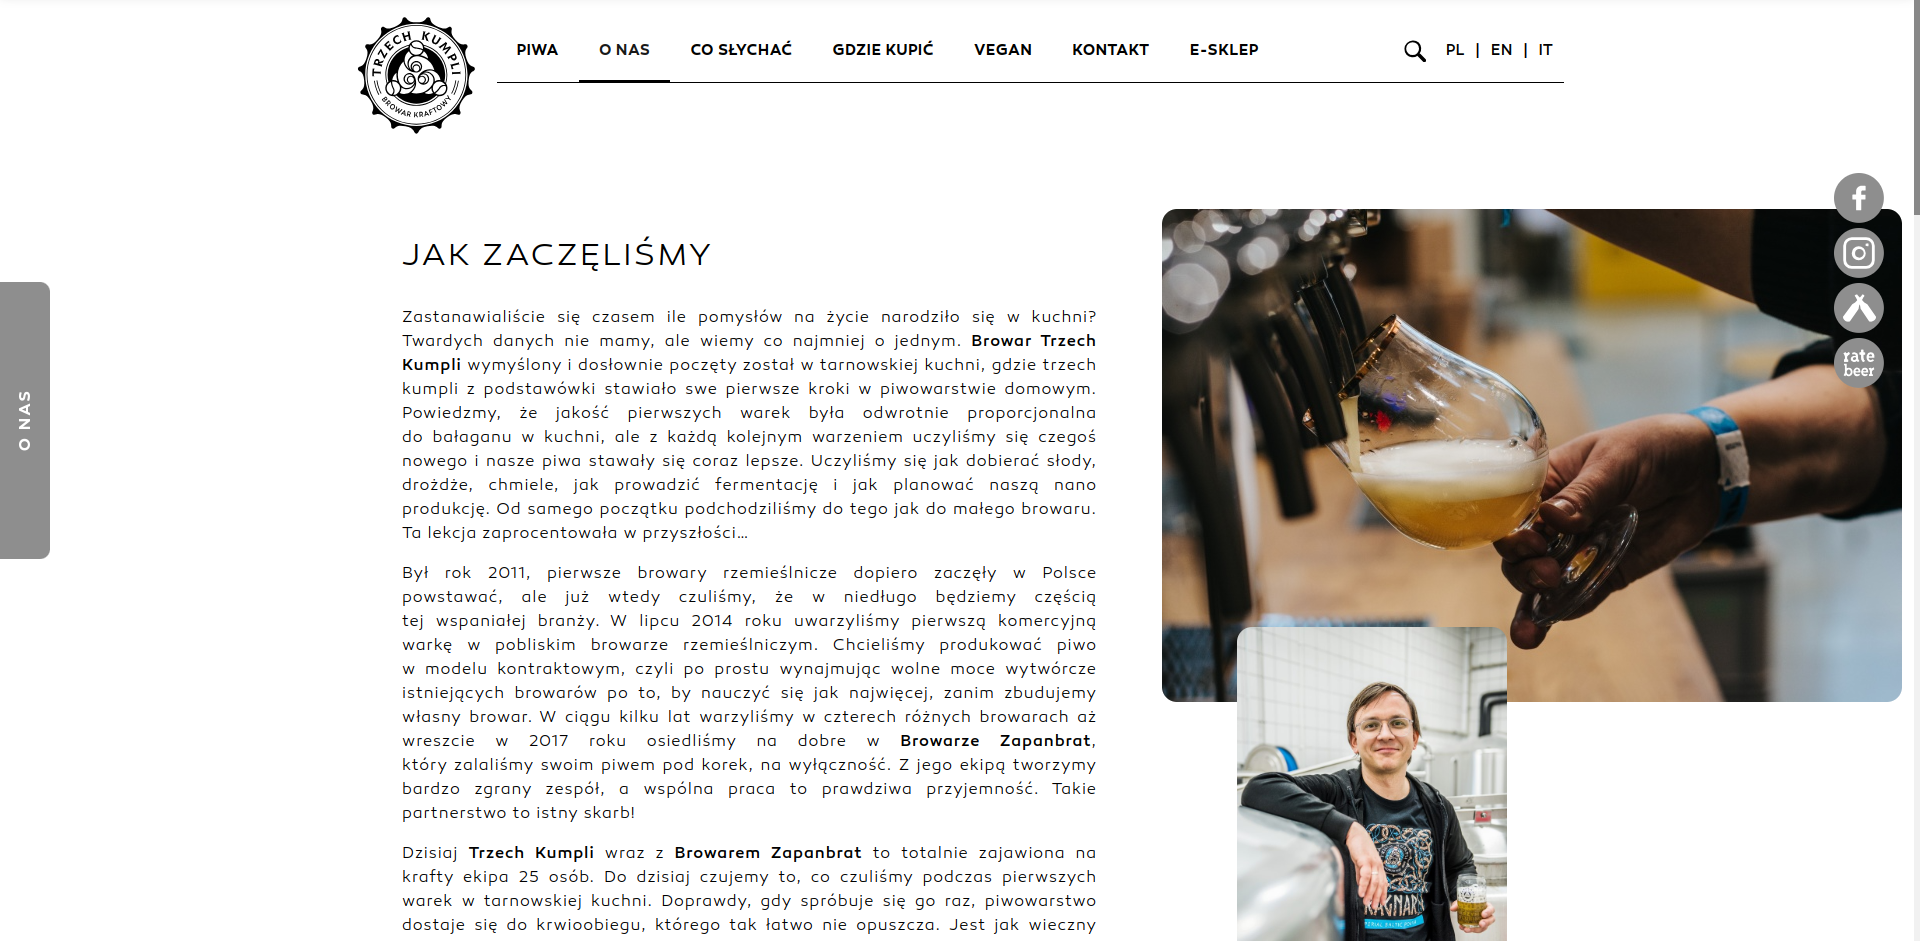 TRZECH KUMPLI
BROWAR KRAFTOWY
PIWA O NAS CO SŁYCHAĆ GDZIE KUPIĆ VEGAN KONTAKT E-SKLEP PL | EN | IT
JAK ZACZĘLIŚMY
Zastanawialiście się czasem ile pomysłów na życie narodziło się w kuchni?
Twardych danych nie mamy, ale wiemy co najmniej o jednym. Browar Trzech
Kumpli wymyślony i dosłownie poczęty został w tarnowskiej kuchni, gdzie trzech
kumpli z podstawówki stawiało swe pierwsze kroki w piwowarstwie domowym.
Powiedzmy, że jakość pierwszych warek była odwrotnie proporcjonalna
do bałaganu w kuchni, ale z każdą kolejnym warzeniem uczyliśmy się czegoś
nowego i nasze piwa stawały się coraz lepsze. Uczyliśmy się jak dobierać słody,
drożdże, chmiele, jak prowadzić fermentację i jak planować naszą nano
produkcję. Od samego początku podchodziliśmy do tego jak do małego browaru.
Ta lekcja zaprocentowała w przyszłości…
Był rok 2011, pierwsze browary rzemieślnicze dopiero zaczęły w Polsce
powstawać, ale już wtedy czuliśmy, że w niedługo będziemy częścią
tej wspaniałej branży. W lipcu 2014 roku uwarzyliśmy pierwszą komercyjną
warkę w pobliskim browarze rzemieślniczym. Chcieliśmy produkować piwo
w modelu kontraktowym, czyli po prostu wynajmując wolne moce wytwórcze
istniejących browarów po to, by nauczyć się jak najwięcej, zanim zbudujemy
własny browar. W ciągu kilku lat warzyliśmy w czterech różnych browarach aż
wreszcie w 2017 roku osiedliśmy na dobre w Browarze Zapanbrat,
który zalaliśmy swoim piwem pod korek, na wyłączność. Z jego ekipą tworzymy
bardzo zgrany zespół, a wspólna praca to prawdziwa przyjemność. Takie
partnerstwo to istny skarb!
Dzisiaj Trzech Kumpli wraz z Browarem Zapanbrat to totalnie zajawiona na
krafty ekipa 25 osób. Do dzisiaj czujemy to, co czuliśmy podczas pierwszych
warek w tarnowskiej kuchni. Doprawdy, gdy spróbuje się go raz, piwowarstwo
dostaje się do krwioobiegu, którego tak łatwo nie opuszcza. Jest jak wieczny
O NAS
rate
beer
RAGNAR